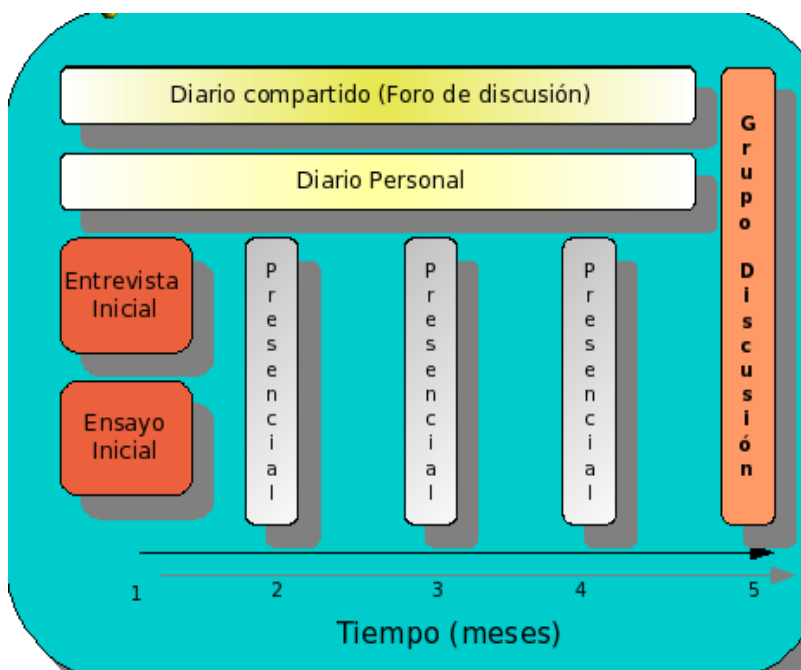 Diario compartido (Foro de discusión)
Diario Personal
Entrevista
Inicial
Ensayo
Inicial
Presencial
Presencial
Presencial
Grupo Discusión
1 2 3 4 5
Tiempo (meses)